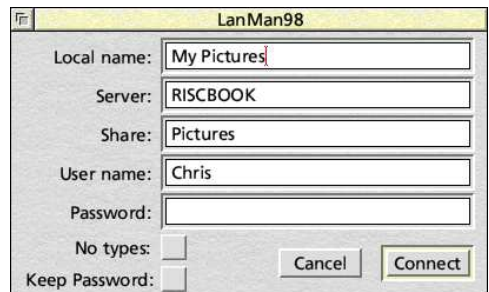 LanMan98
Local name: My Pictures
Server: RISCBOOK
Share: Pictures
User name: Chris
Password:
No types:
Keep Password:
Cancel Connect